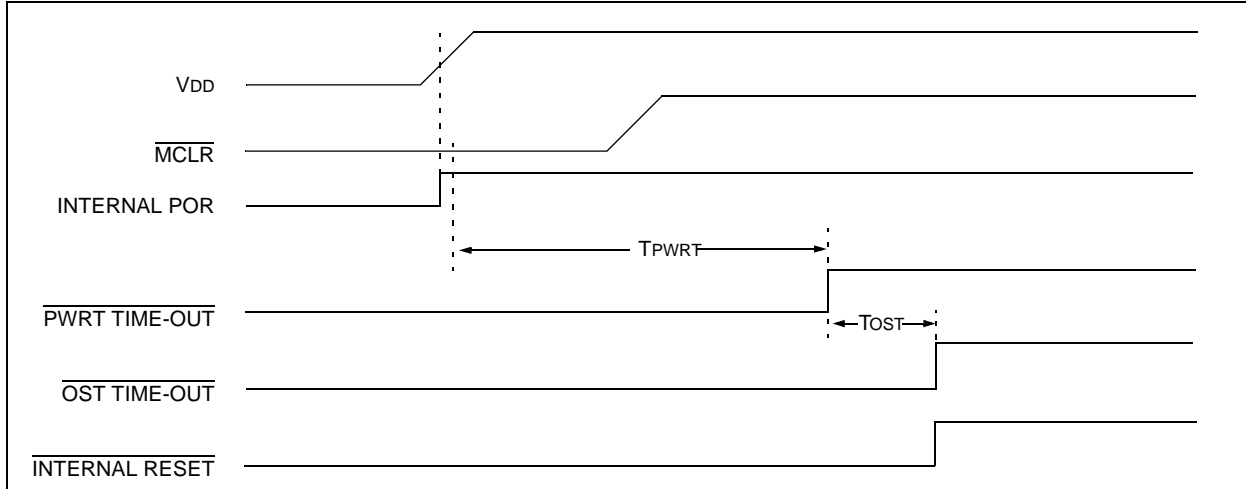 VDD
MCLR
INTERNAL POR
TPWRT
PWRT TIME-OUT
TOST
OST TIME-OUT
INTERNAL RESET